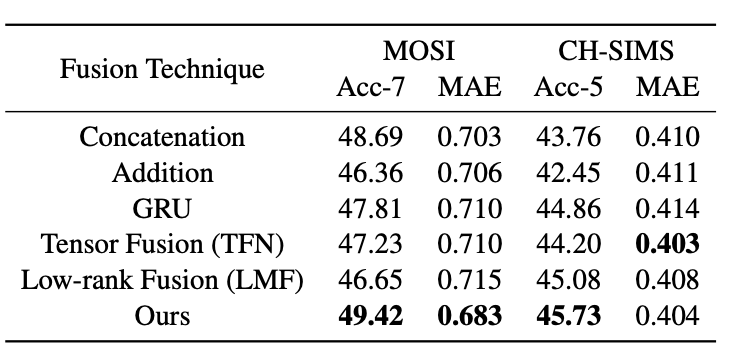 Fusion Technique MOSI CH-SIMS
Acc-7 MAE Acc-5 MAE
Concatenation 48.69 0.703 43.76 0.410
Addition 46.36 0.706 42.45 0.411
GRU 47.81 0.710 44.86 0.414
Tensor Fusion (TFN) 47.23 0.710 44.20 0.403
Low-rank Fusion (LMF) 46.65 0.715 45.08 0.408
Ours 49.42 0.683 45.73 0.404